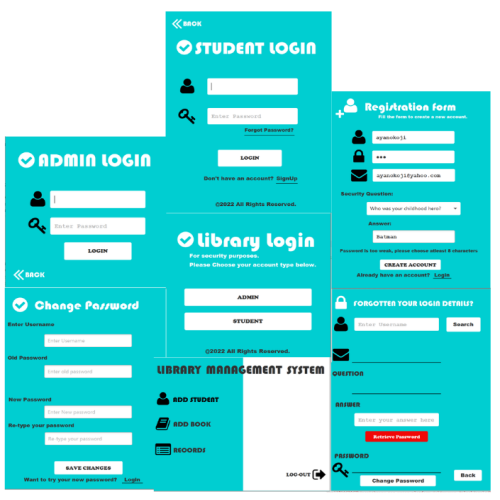 BACK
STUDENT LOGIN
Enter Password
Forgot Password?
LOGIN
Don't have an account? SignUp
©2022 All Rights Reserved.
Registration Form
Fill the form to create a new account.
ayanokoji
•••
ayanokoji@yahoo.com
Security Question:
Who was your childhood hero?
Answer:
Batman
Password is too weak, please choose atleast 8 characters
CREATE ACCOUNT
Already have an account? Login
ADMIN LOGIN
Enter Password
LOGIN
BACK
Library Login
For security purposes.
Please Choose your account type below.
ADMIN
STUDENT
©2022 All Rights Reserved.
Change Password
Enter Username
Enter Username
Old Password
Enter old password
New Password
Enter New password
Re-type your password
Re-type your password
SAVE CHANGES
Want to try your new password? Login
LIBRARY MANAGEMENT SYSTEM
ADD STUDENT
ADD BOOK
RECORDS
LOG-OUT
FORGOTTEN YOUR LOGIN DETAILS?
Enter Username
Search
QUESTION
ANSWER
Enter your answer here
Retrieve Password
PASSWORD
Back
Change Password